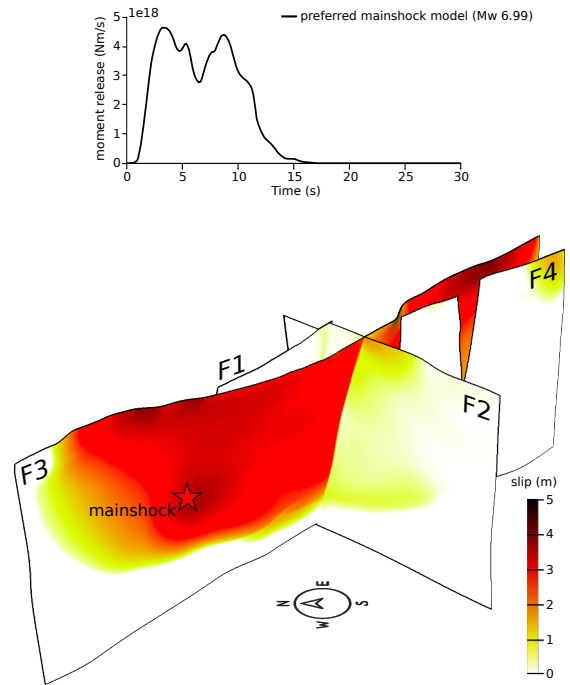 1e18
preferred mainshock model (Mw 6.99)
moment release (Nm/s)
5
4
3
2
1
0
0 5 10 15 20 25 30
Time (s)
F4
F1
F2
F3
mainshock
slip (m)
5
4
3
2
1
0
E
N S
W